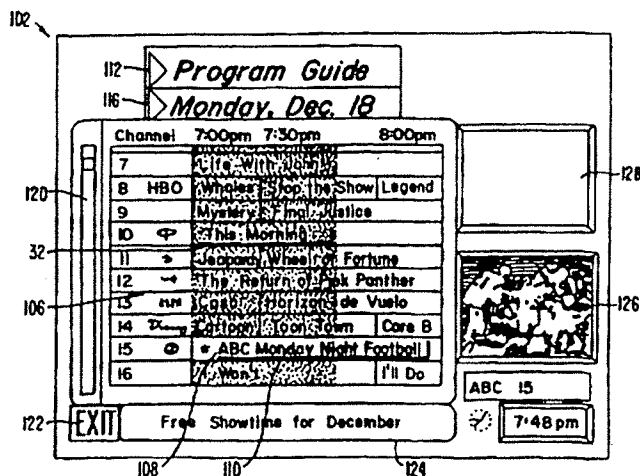 102
112
Program Guide
116
Monday, Dec. 18
Channel 7:00pm 7:30pm 8:00pm
7 Life With
120
128
8 HBO Whales Stop the Show Legend
9 Mystery Final Justice
10 This Morning
32
11 Jeopardy Wheel of Fortune
12 The Return of Pink Panther
106
126
13 Horizon de Vuelo
14 Cartoon Toon Town Care B
15 * ABC Monday Night Football
16 I Won't I'll Do
ABC 15
122
EXIT Free Showtime for December
7:48 pm
108 110 124